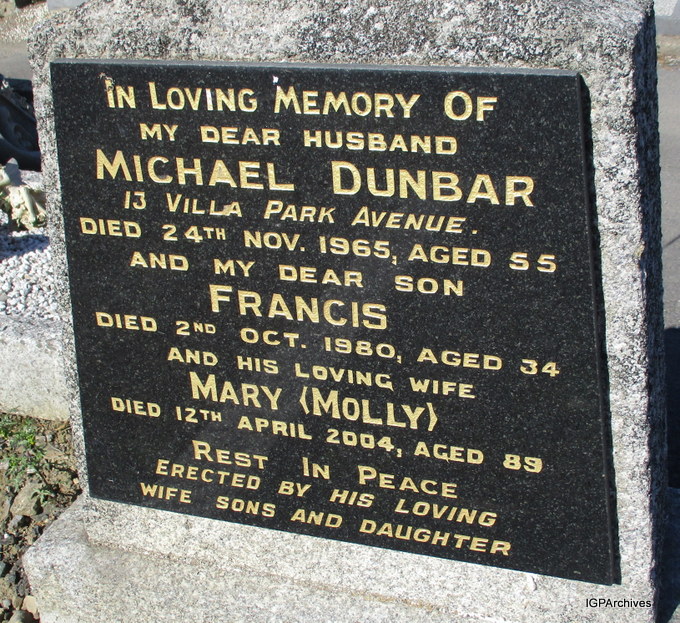 IN LOVING MEMORY OF
MY DEAR HUSBAND
MICHAEL DUNBAR
13 VILLA PARK AVENUE.
DIED 24TH NOV. 1965, AGED 55
AND MY DEAR SON
FRANCIS
DIED 2ND OCT. 1980, AGED 34
AND HIS LOVING WIFE
MARY (MOLLY)
DIED 12TH APRIL 2004, AGED 89
REST IN PEACE
ERECTED BY HIS LOVING
WIFE SONS AND DAUGHTER
IGPArchives